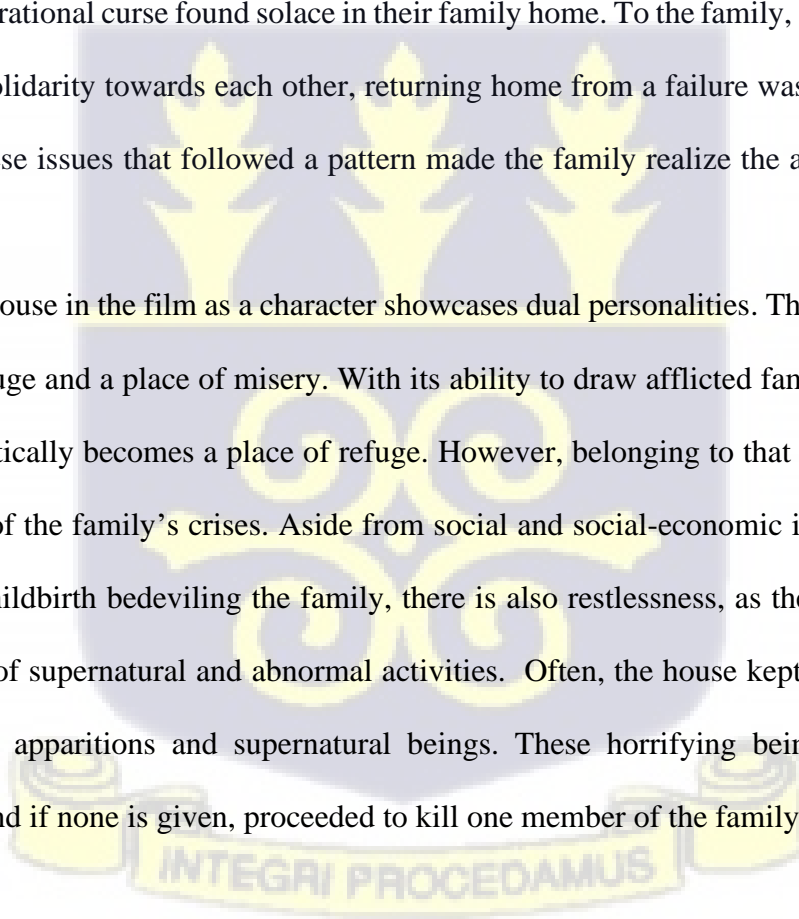 rational curse found solace in their family home. To the family,
olidarity towards each other, returning home from a failure was
se issues that followed a pattern made the family realize the a
ouse in the film as a character showcases dual personalities. Th
uge and a place of misery. With its ability to draw afflicted fan
tically becomes a place of refuge. However, belonging to that
of the family’s crises. Aside from social and social-economic i
hildbirth bedeviling the family, there is also restlessness, as the
of supernatural and abnormal activities. Often, the house kept
apparitions and supernatural beings. These horrifying bein
nd if none is given, proceeded to kill one member of the family
INTEGRI PROCEDAMUS